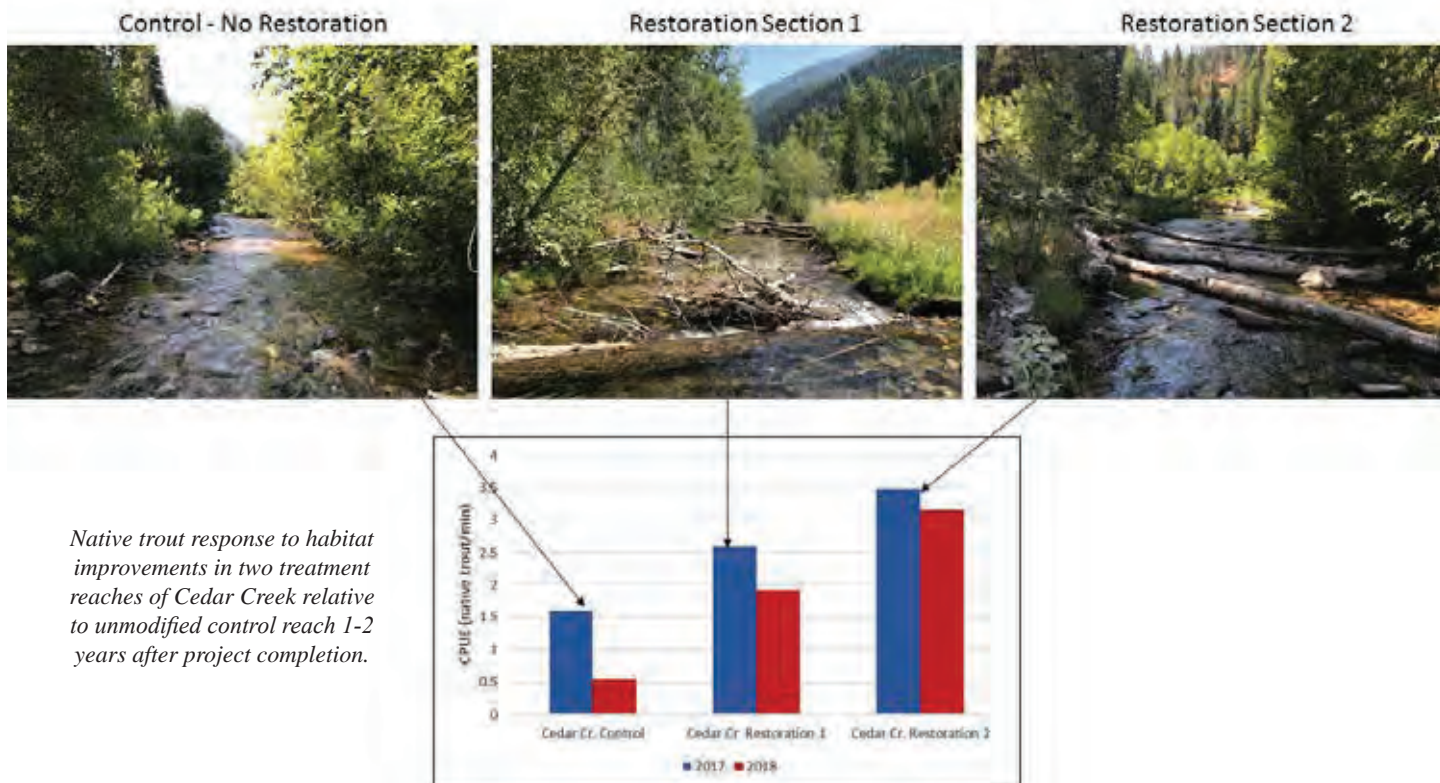 Control - No Restoration
Restoration Section 1
Restoration Section 2
Native trout response to habitat
improvements in two treatment
reaches of Cedar Creek relative
to unmodified control reach 1-2
years after project completion.
CPUE (native trout/min)
4
3.5
3
2.5
2
1.5
1
0.5
0
Cedar Cr. Control
Cedar Cr Restoration 1
Cedar Cr. Restoration 2
2017
2018